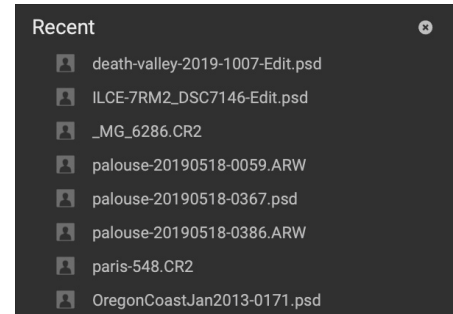 Recent
death-valley-2019-1007-Edit.psd
ILCE-7RM2_DSC7146-Edit.psd
_MG_6286.CR2
palouse-20190518-0059.ARW
palouse-20190518-0367.psd
palouse-20190518-0386.ARW
paris-548.CR2
OregonCoastJan2013-0171.psd